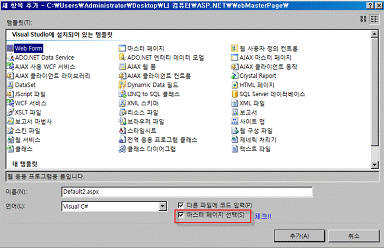 새 항목 추가 - C:₩Users₩Administrator₩Desktop₩나 컴퓨터₩ASP.NET₩WebMasterPage₩
템플릿(T):
Visual Studio에 설치되어 있는 템플릿
Web Form
마스터 페이지
웹 사용자 정의 컨트롤
ADO.NET Data Service
ADO.NET 엔터티 데이터 모델
AJAX 마스터 페이지
AJAX 사용 WCF 서비스
AJAX 웹 폼
AJAX 클라이언트 동작
AJAX 클라이언트 라이브러리
AJAX 클라이언트 컨트롤
Crystal Report
DataSet
Dynamic Data 필드
HTML 페이지
JScript 파일
LINQ to SQL 클래스
SQL Server 데이터베이스
WCF 서비스
XML 스키마
XML 파일
XSLT 파일
리소스 파일
보고서
보고서 마법사
브라우저 파일
사이트 맵
스킨 파일
스타일시트
웹 구성 파일
웹 서비스
전역 응용 프로그램 클래스
제네릭 처리기
클래스
클래스 다이어그램
텍스트 파일
내 템플릿
웹 응용 프로그램용 폼입니다.
이름(N):
Default2.aspx
언어(L):
Visual C#
다른 파일에 코드 입력(P)
마스터 페이지 선택(S)
체크!!
추가(A)
취소